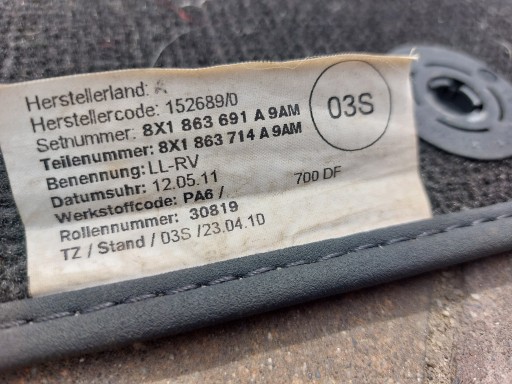 Herstellerland:
Herstellercode: 152689/0
Setnummer: 8X1 863 691 A 9AM
Teilenummer: 8X1 863 714 A 9AM
Benennung: LL-RV
Datumsuhr: 12.05.11
Werkstoffcode: PA6 / 700 DF
Rollennummer: 30819
TZ / Stand / 03S / 23.04.10
03S